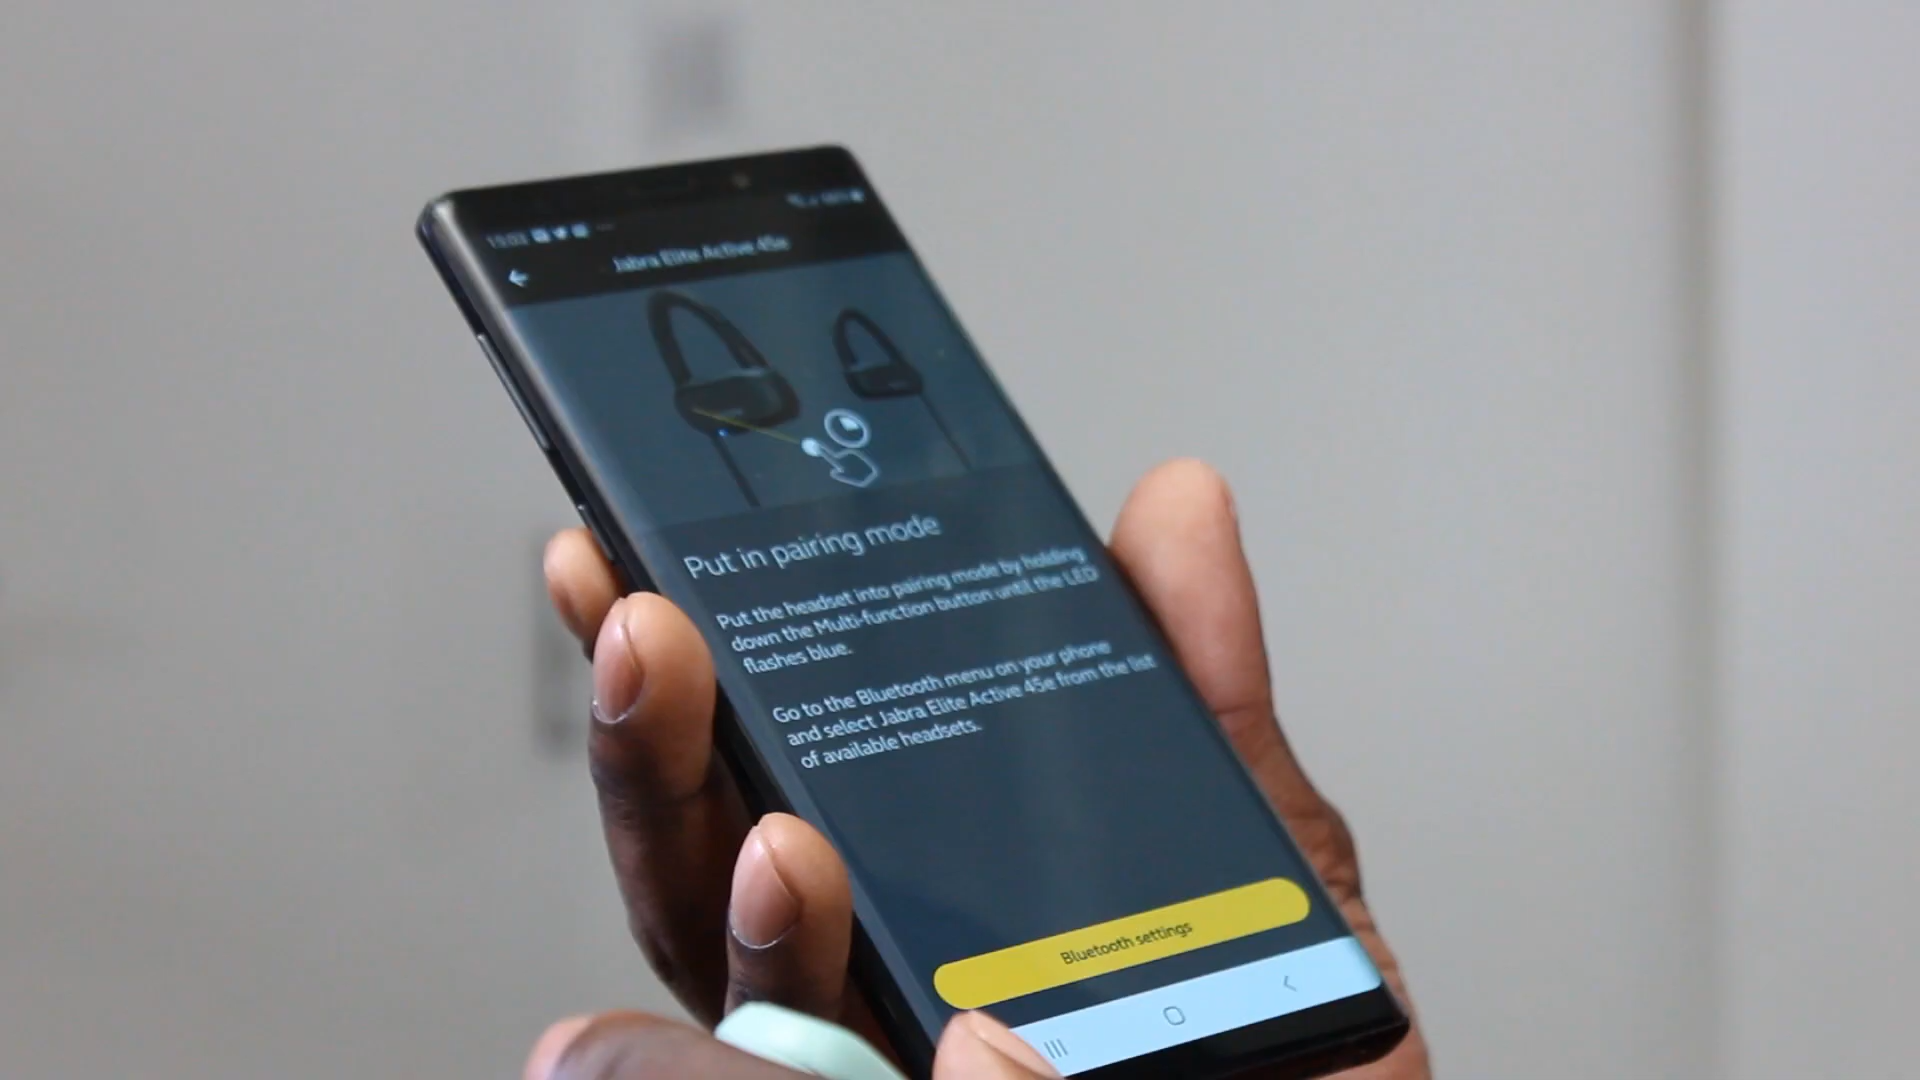 15:03
Jabra Elite Active 45e
Put in pairing mode
Put the headset into pairing mode by holding
down the Multi-function button until the LED
flashes blue.
Go to the Bluetooth menu on your phone
and select Jabra Elite Active 45e from the list
of available headsets.
Bluetooth settings